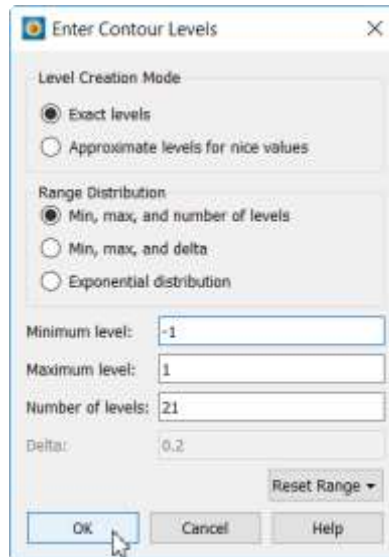 Enter Contour Levels
Level Creation Mode
Exact levels
Approximate levels for nice values
Range Distribution
Min, max, and number of levels
Min, max, and delta
Exponential distribution
Minimum level: -1
Maximum level: 1
Number of levels: 21
Delta: 0.2
Reset Range
OK Cancel Help